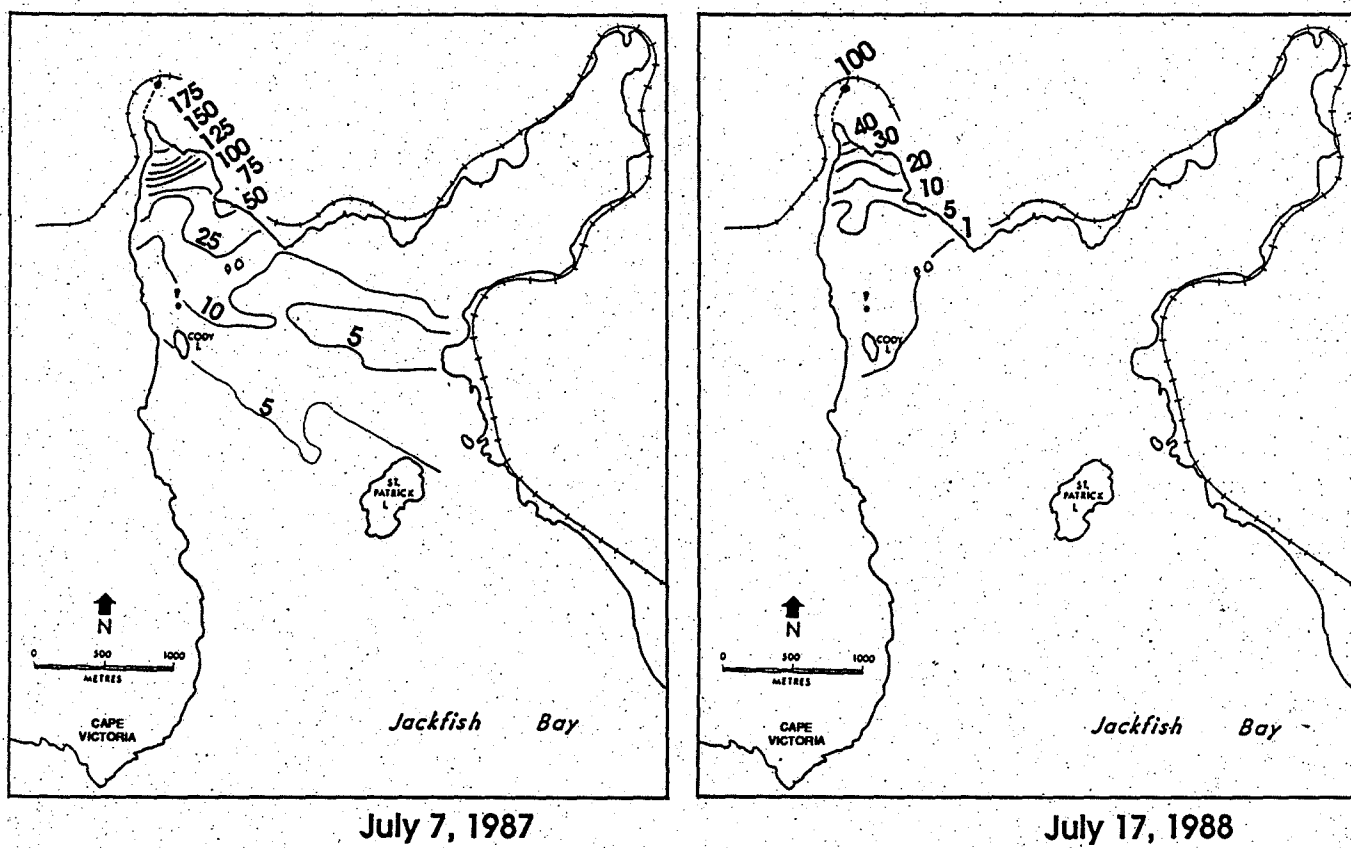 175
150
125
100
75
50
25
10
5
CODY
I.
5
ST.
PATRICK
I.
N
0 500 1000
METRES
CAPE
VICTORIA
Jackfish Bay
July 7, 1987
100
40
30
20
10
5
1
CODY
I.
ST.
PATRICK
I.
N
0 500 1000
METRES
CAPE
VICTORIA
Jackfish Bay
July 17, 1988